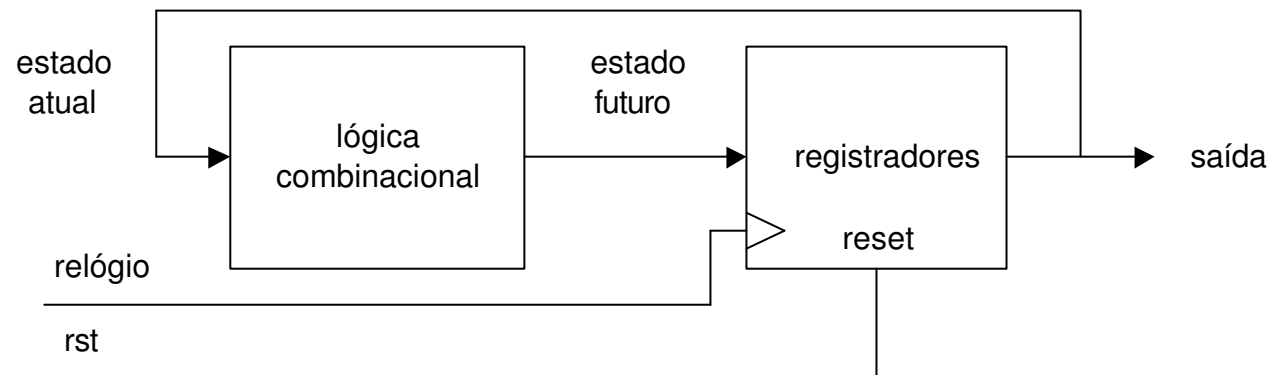 estado
atual
lógica
combinacional
estado
futuro
registradores
reset
saída
relógio
rst